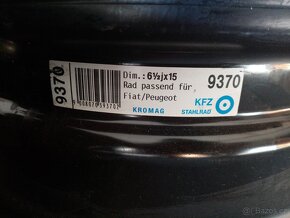 9370
Dim.: 6½jx15
9370
Rad passend für,
Fiat/Peugeot
KFZ
KROMAG
STAHLRAD